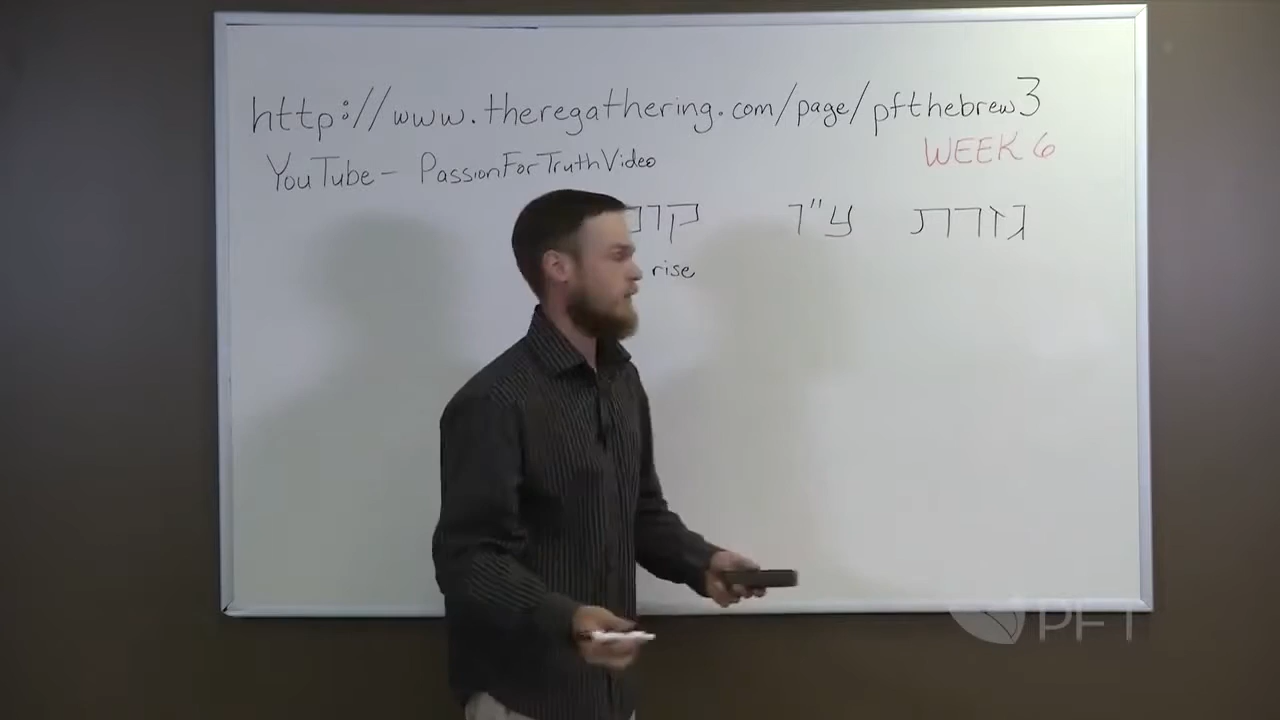 http://www.theregathering.com/page/pfthebrew3
WEEK 6
YouTube- PassionForTruthVideo
גזרת ע"ו
rise
PFT